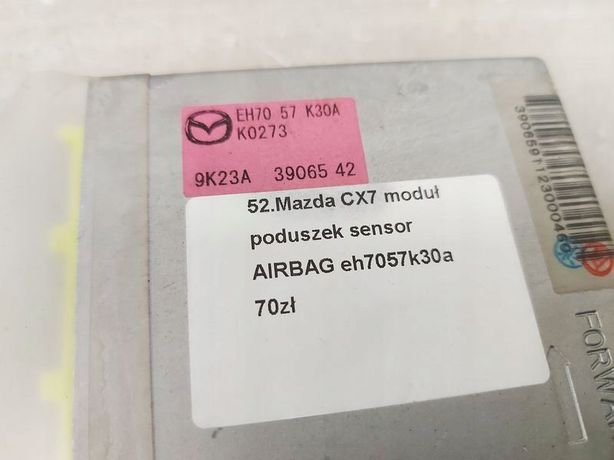 EH70 57 K30A
K0273
9K23A 39065 42
52.Mazda CX7 moduł
poduszek sensor
AIRBAG eh7057k30a
70zł